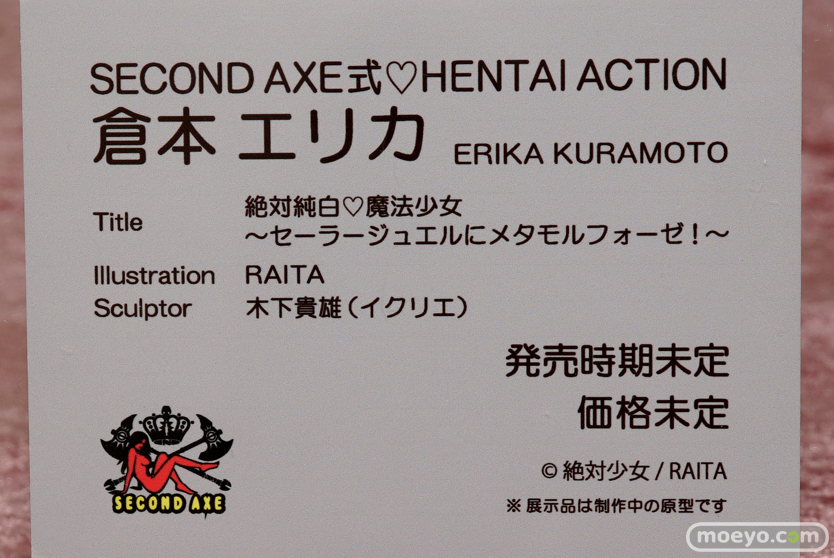 SECOND AXE式♡HENTAI ACTION
倉本 エリカ ERIKA KURAMOTO
Title 絶対純白♡魔法少女
～セーラージュエルにメタモルフォーゼ！～
Illustration RAITA
Sculptor 木下貴雄（イクリエ）
発売時期未定
価格未定
© 絶対少女 / RAITA
※ 展示品は制作中の原型です
SECOND AXE
moeyo.com